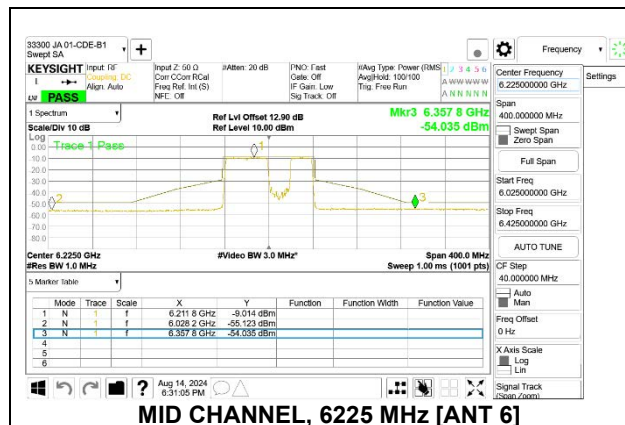 33300 JA 01-CDE-B1
Swept SA
Frequency
KEYSIGHT Input: RF Input Z: 50 Ω #Atten: 20 dB PNO: Fast #Avg Type: Power (RMS 1 2 3 4 5 6
Coupling: DC Corr CCorr RCal Gate: Off Avg|Hold: 100/100 A W W W W W
Align: Auto Freq Ref: Int (S) IF Gain: Low Trig: Free Run
PASS NFE: Off Sig Track: Off A N N N N N
1 Spectrum Ref Lvl Offset 12.90 dB Mkr3 6.357 8 GHz
Scale/Div 10 dB Ref Level 10.00 dBm -54.035 dBm
Log
Trace 1 Pass
0.00
-10.0
-20.0
-30.0
-40.0
50.0
60.0
70.0
80.0
1
2
3
Center 6.2250 GHz #Video BW 3.0 MHz* Span 400.0 MHz
#Res BW 1.0 MHz Sweep 1.00 ms (1001 pts)
5 Marker Table
Mode Trace Scale X Y Function Function Width Function Value
1 N 1 f 6.211 8 GHz -9.014 dBm
2 N 1 f 6.028 2 GHz -55.123 dBm
3 N 1 f 6.357 8 GHz -54.035 dBm
4
5
6
Aug 14, 2024
6:31:05 PM
Center Frequency
6.225000000 GHz
Settings
Span
400.000000 MHz
Swept Span
Zero Span
Full Span
Start Freq
6.025000000 GHz
Stop Freq
6.425000000 GHz
AUTO TUNE
CF Step
40.000000 MHz
Auto
Man
Freq Offset
0 Hz
X Axis Scale
Log
Lin
Signal Track
(Span Zoom)
MID CHANNEL, 6225 MHz [ANT 6]